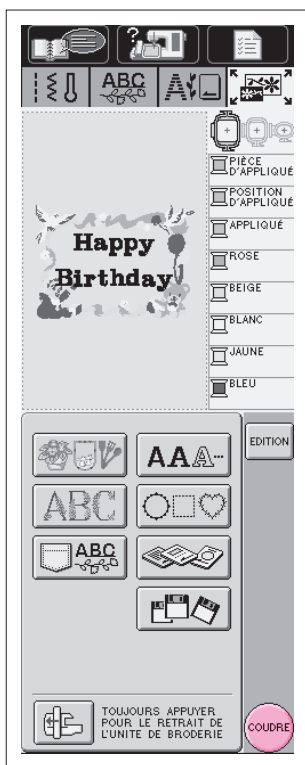 ABC
A
PIÈCE
D'APPLIQUÉ
POSITION
D'APPLIQUÉ
APPLIQUÉ
ROSE
BEIGE
BLANC
JAUNE
BLEU
Happy
Birthday
EDITION
AAA
ABC
ABC
TOUJOURS APPUYER
POUR LE RETRAIT DE
L'UNITE DE BRODERIE
COUDRE